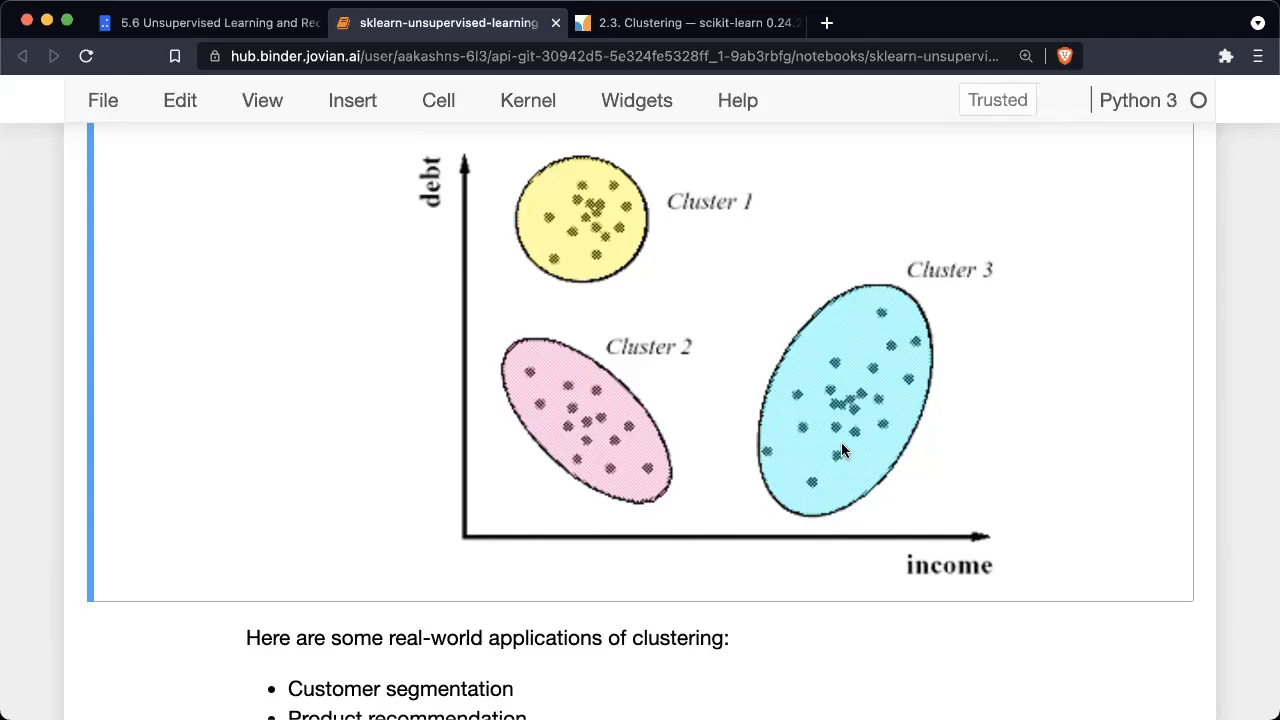 5.6 Unsupervised Learning and Rec
sklearn-unsupervised-learning
2.3. Clustering — scikit-learn 0.24.2
hub.binder.jovian.ai/user/aakashns-6l3/api-git-30942d5-5e324fe5328ff_1-9ab3rbfg/notebooks/sklearn-unsupervi...
File Edit View Insert Cell Kernel Widgets Help Trusted Python 3
debt
Cluster 1
Cluster 3
Cluster 2
income
Here are some real-world applications of clustering:
• Customer segmentation
• Product recommendation